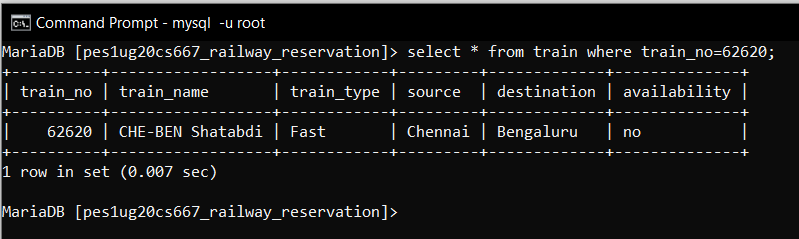 Command Prompt - mysql  -u root
MariaDB [pes1ug20cs667_railway_reservation]> select * from train where train_no=62620;
+----------+-----------------+------------+---------+-------------+--------------+
| train_no | train_name      | train_type | source  | destination | availability |
+----------+-----------------+------------+---------+-------------+--------------+
|    62620 | CHE-BEN Shatabdi | Fast       | Chennai | Bengaluru   | no           |
+----------+-----------------+------------+---------+-------------+--------------+
1 row in set (0.007 sec)
MariaDB [pes1ug20cs667_railway_reservation]>